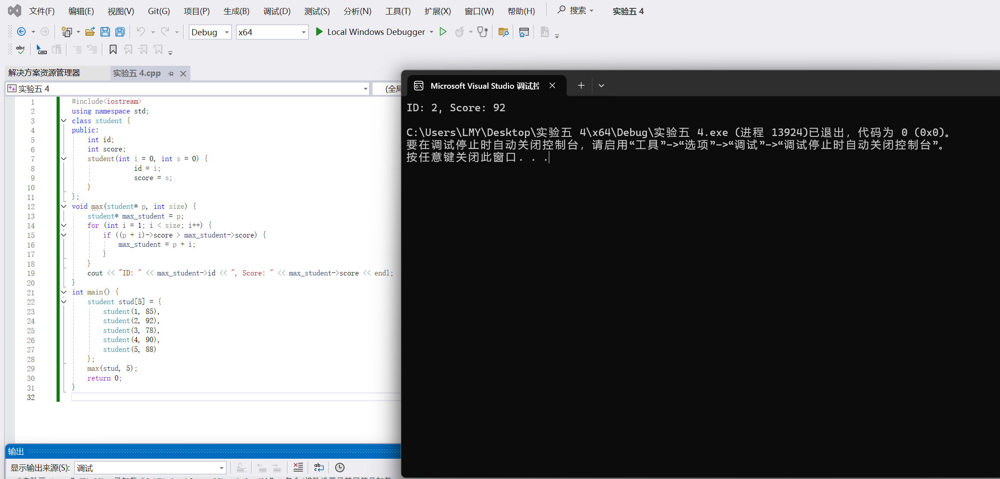 文件(F) 编辑(E) 视图(V) Git(G) 项目(P) 生成(B) 调试(D) 测试(S) 分析(N) 工具(T) 扩展(X) 窗口(W) 帮助(H) 搜索 实验五 4
Debug x64 Local Windows Debugger
abc
解决方案资源管理器 实验五 4.cpp
实验五 4 (全局
1 #include<iostream>
2 using namespace std;
3 class student {
4 public:
5 int id;
6 int score;
7 student(int i = 0, int s = 0) {
8 id = i;
9 score = s;
10 }
11 };
12 void max(student* p, int size) {
13 student* max_student = p;
14 for (int i = 1; i < size; i++) {
15 if ((p + i)->score > max_student->score) {
16 max_student = p + i;
17 }
18 }
19 cout << "ID: " << max_student->id << ", Score: " << max_student->score << endl;
20 }
21 int main() {
22 student stud[5] = {
23 student(1, 85),
24 student(2, 92),
25 student(3, 78),
26 student(4, 90),
27 student(5, 88)
28 };
29 max(stud, 5);
30 return 0;
31 }
32
输出
显示输出来源(S): 调试
Microsoft Visual Studio 调试控
ID: 2, Score: 92
C:\Users\LMY\Desktop\实验五 4\x64\Debug\实验五 4.exe (进程 13924)已退出，代码为 0 (0x0)。
要在调试停止时自动关闭控制台，请启用“工具”->“选项”->“调试”->“调试停止时自动关闭控制台”。
按任意键关闭此窗口. . .